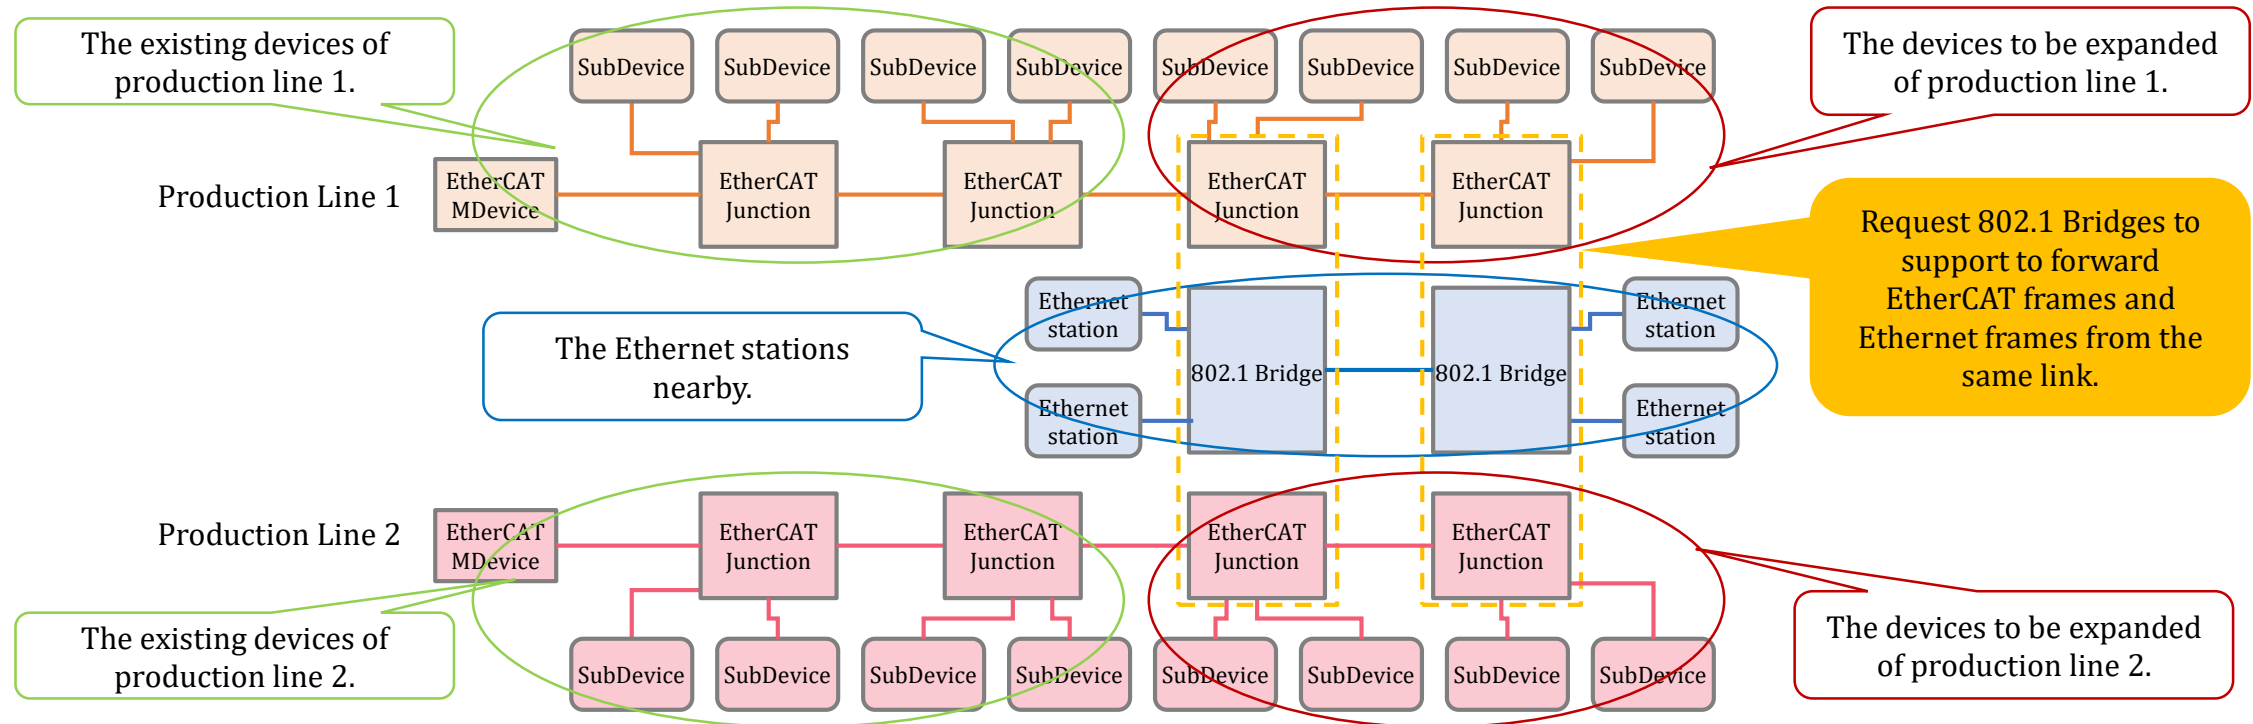 The existing devices of
production line 1.
SubDevice
SubDevice
SubDevice
SubDevice
SubDevice
SubDevice
SubDevice
SubDevice
The devices to be expanded
of production line 1.
Production Line 1
EtherCAT
MDevice
EtherCAT
Junction
EtherCAT
Junction
EtherCAT
Junction
EtherCAT
Junction
Request 802.1 Bridges to
support to forward
EtherCAT frames and
Ethernet frames from the
same link.
The Ethernet stations
nearby.
Ethernet
station
Ethernet
station
802.1 Bridge
802.1 Bridge
Ethernet
station
Ethernet
station
Production Line 2
EtherCAT
MDevice
EtherCAT
Junction
EtherCAT
Junction
EtherCAT
Junction
EtherCAT
Junction
The existing devices of
production line 2.
SubDevice
SubDevice
SubDevice
SubDevice
SubDevice
SubDevice
SubDevice
SubDevice
The devices to be expanded
of production line 2.